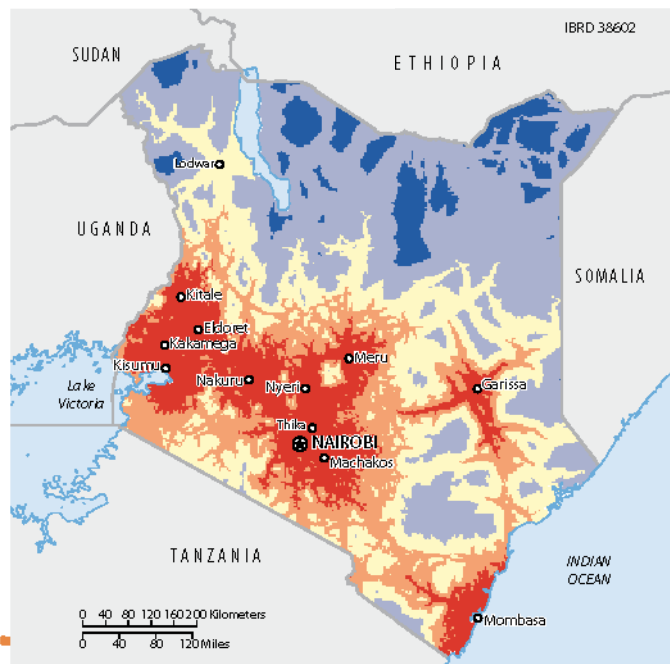 IBRD 38602
SUDAN
ETHIOPIA
Lodwar
UGANDA
SOMALIA
Kitale
Eldoret
Kakamega
Kisumu
Meru
Nakuru
Nyeri
Garissa
Lake
Victoria
Thika
NAIROBI
Machakos
TANZANIA
INDIAN
OCEAN
0 40 80 120 160 200 Kilometers
0 40 80 120 Miles
Mombasa